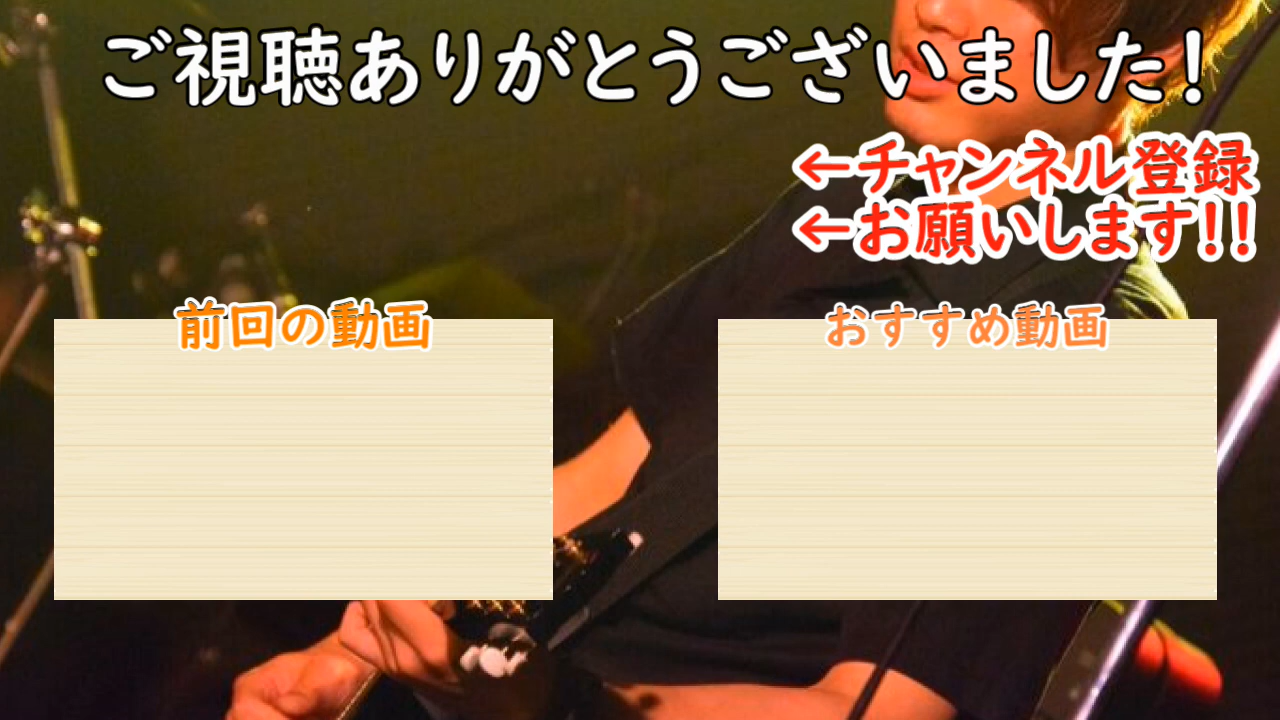 ご視聴ありがとうございました!
←チャンネル登録
←お願いします!!
前回の動画
おすすめ動画